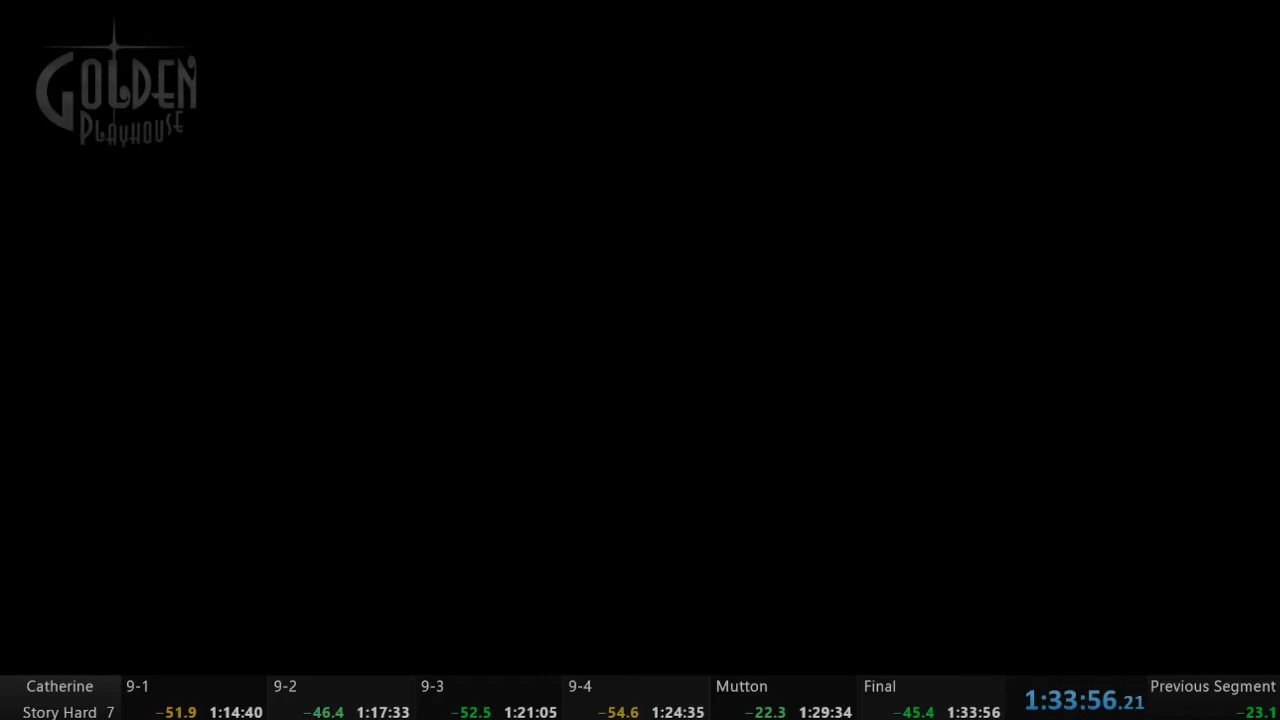 GOLDEN
PLAYHOUSE
Catherine 9-1 9-2 9-3 9-4 Mutton Final 1:33:56.21 Previous Segment
Story Hard 7 −51.9 1:14:40 −46.4 1:17:33 −52.5 1:21:05 −54.6 1:24:35 −22.3 1:29:34 −45.4 1:33:56 −23.1